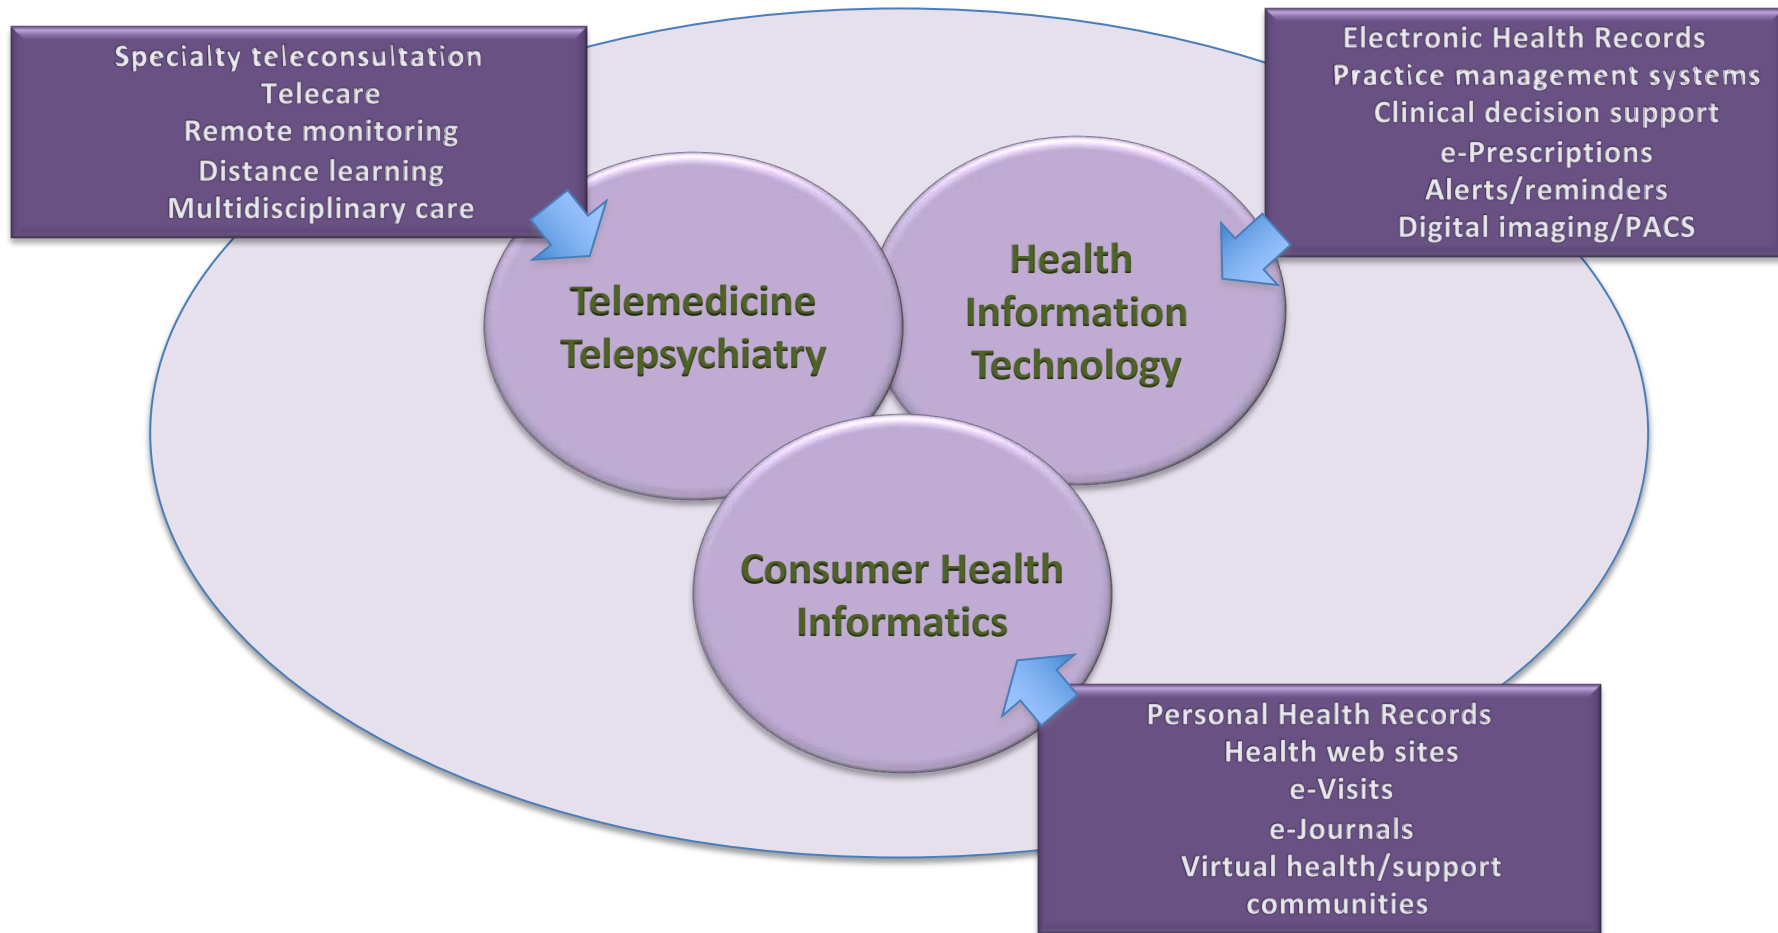 Specialty teleconsultation
Telecare
Remote monitoring
Distance learning
Multidisciplinary care
Electronic Health Records
Practice management systems
Clinical decision support
e-Prescriptions
Alerts/reminders
Digital imaging/PACS
Telemedicine
Telepsychiatry
Health
Information
Technology
Consumer Health
Informatics
Personal Health Records
Health web sites
e-Visits
e-Journals
Virtual health/support
communities